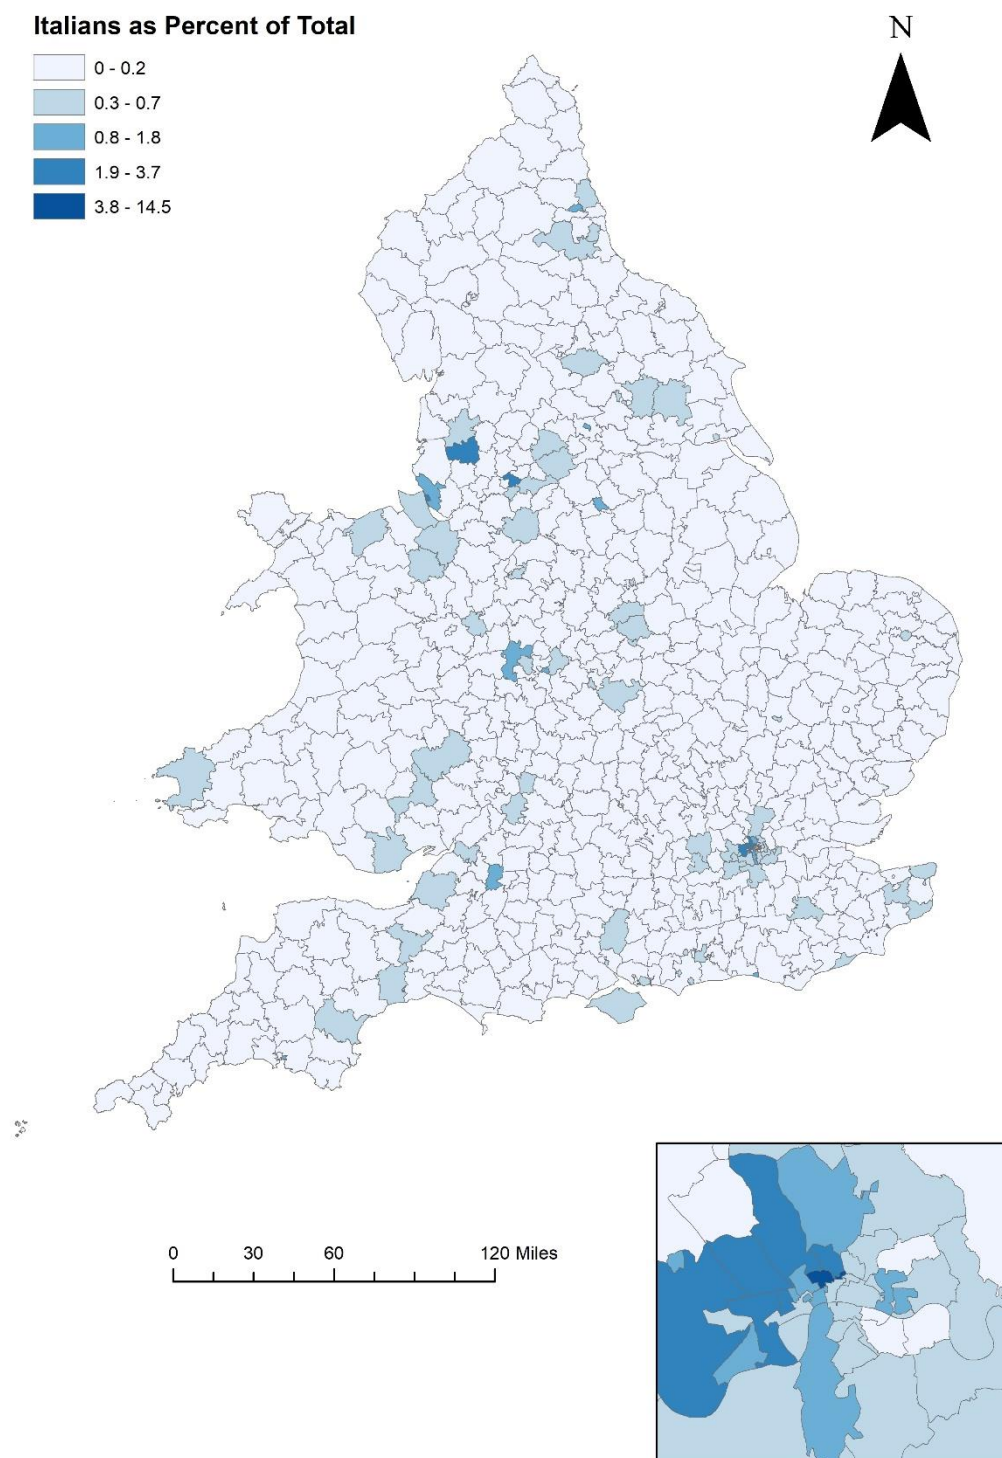 Italians as Percent of Total
0 - 0.2
0.3 - 0.7
0.8 - 1.8
1.9 - 3.7
3.8 - 14.5
N
0 30 60 120 Miles